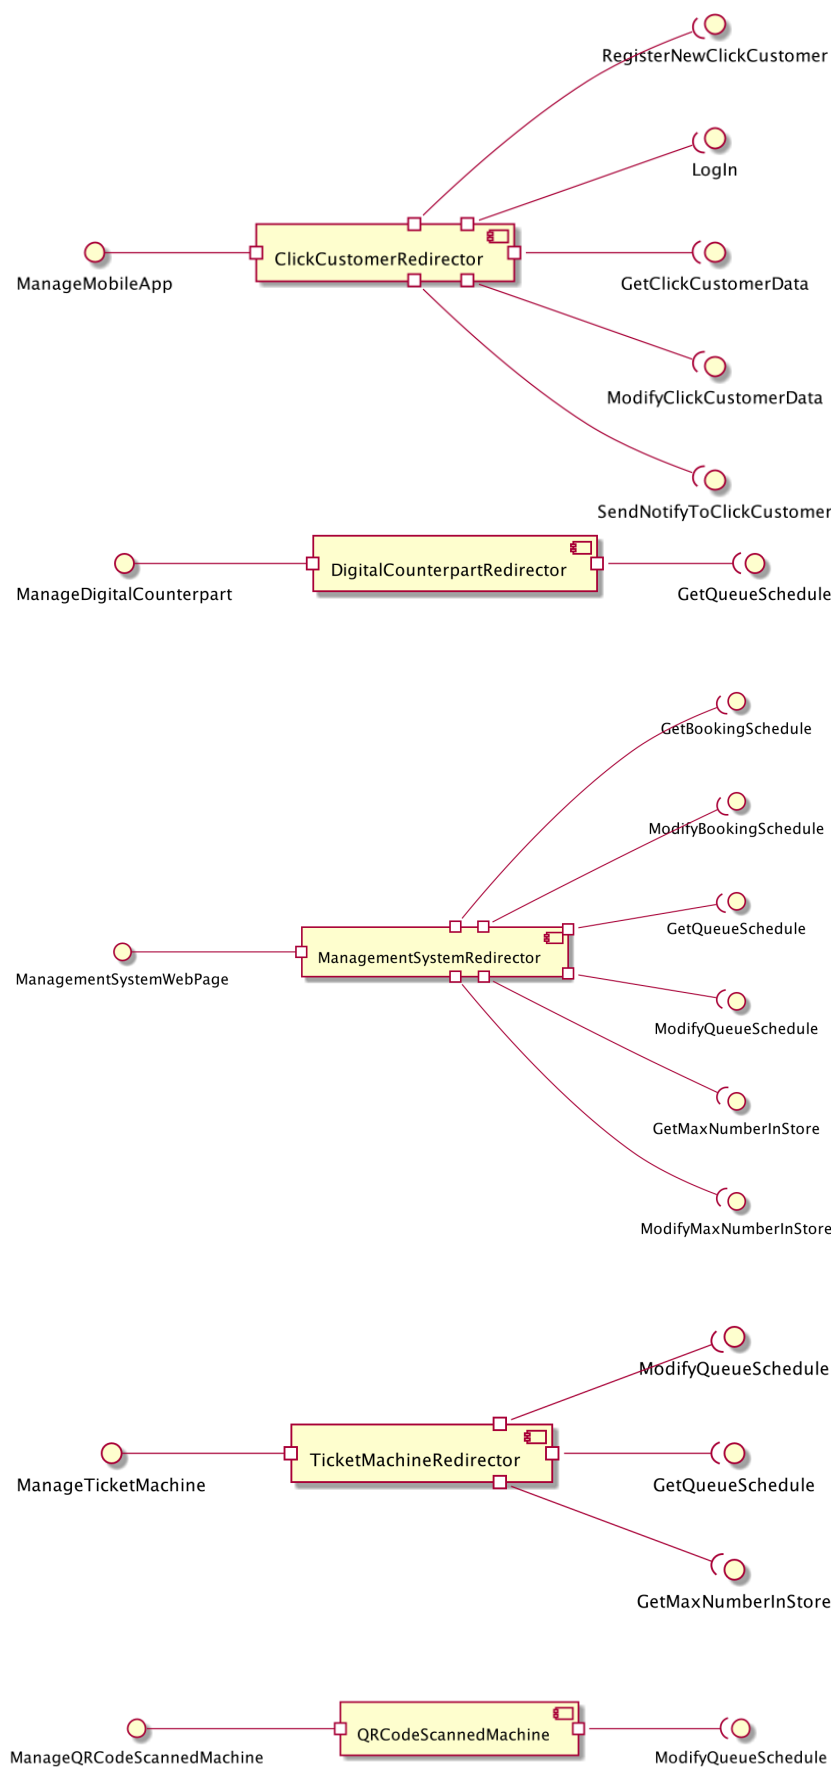 RegisterNewClickCustomer
LogIn
ClickCustomerRedirector
ManageMobileApp
GetClickCustomerData
ModifyClickCustomerData
SendNotifyToClickCustomer
DigitalCounterpartRedirector
ManageDigitalCounterpart
GetQueueSchedule
GetBookingSchedule
ModifyBookingSchedule
GetQueueSchedule
ManagementSystemRedirector
ManagementSystemWebPage
ModifyQueueSchedule
GetMaxNumberInStore
ModifyMaxNumberInStore
ModifyQueueSchedule
TicketMachineRedirector
ManageTicketMachine
GetQueueSchedule
GetMaxNumberInStore
QRCodeScannedMachine
ManageQRCodeScannedMachine
ModifyQueueSchedule